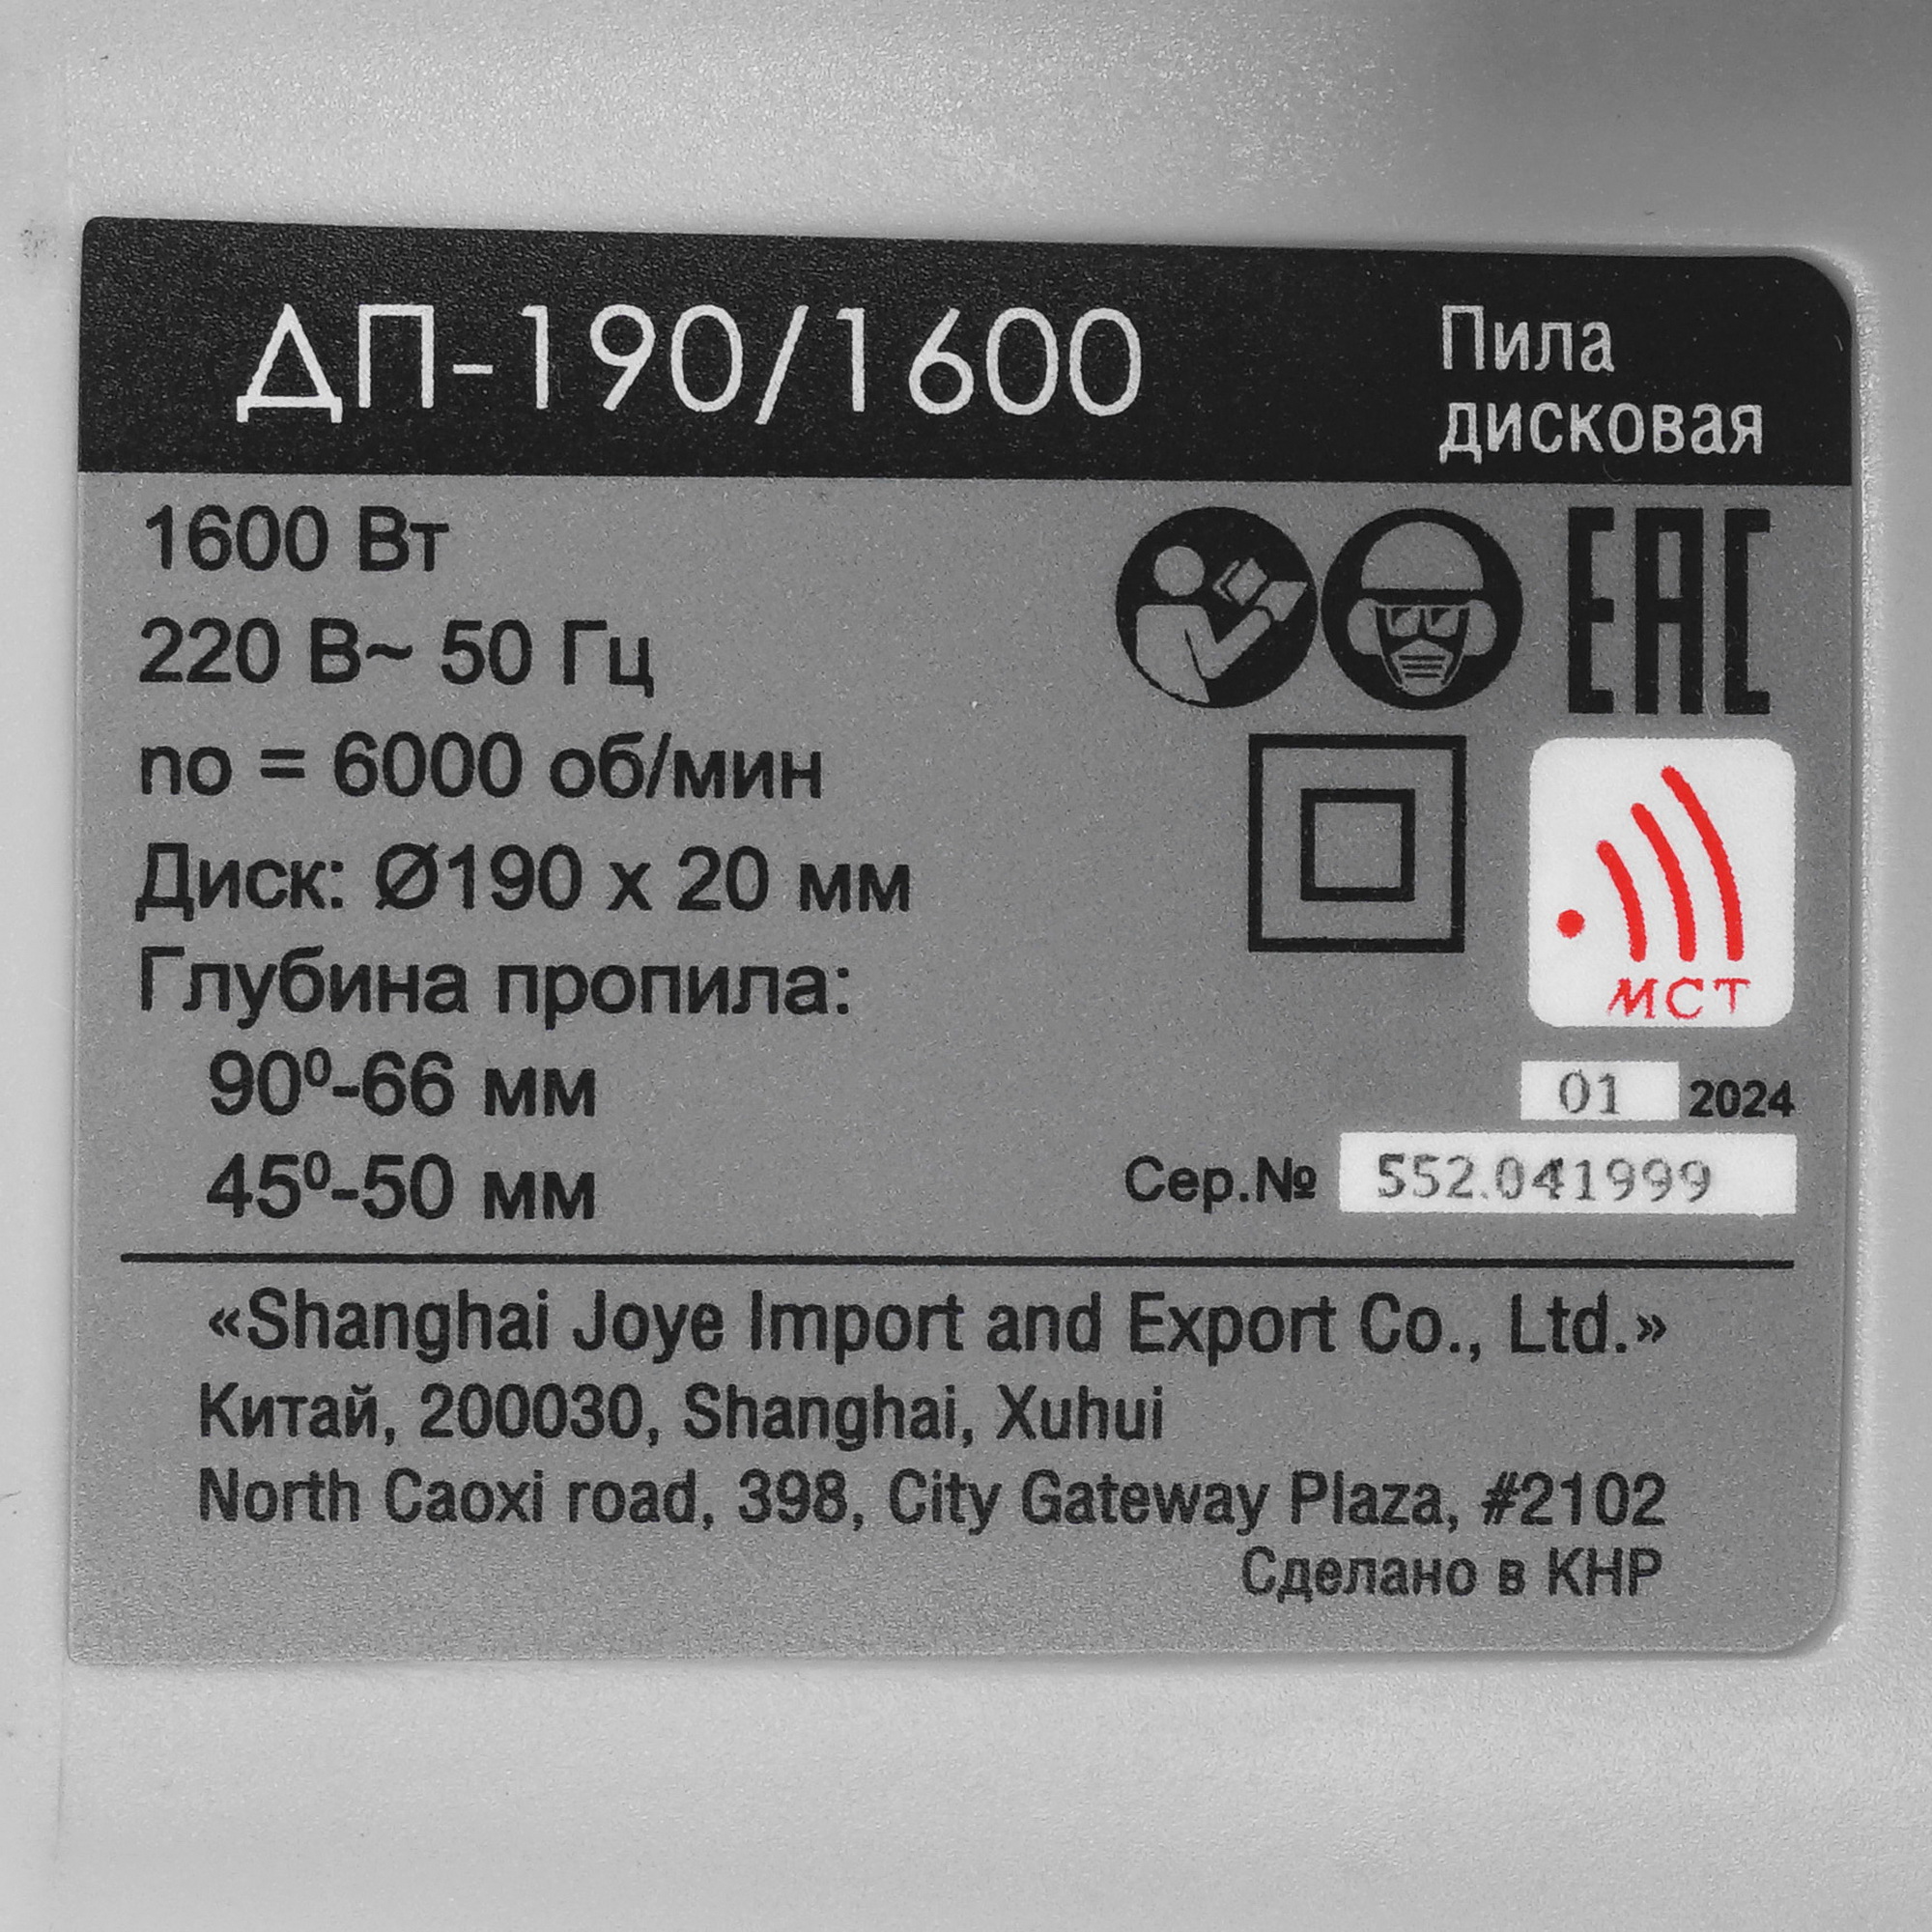 ДП-190/1600
Пила
дисковая
1600 Вт
220 В~ 50 Гц
no = 6000 об/мин
Диск: Ø190 x 20 мм
Глубина пропила:
90⁰-66 мм
45⁰-50 мм
EAC
МСТ
01 2024
Сер.№ 552.041999
«Shanghai Joye Import and Export Co., Ltd.»
Китай, 200030, Shanghai, Xuhui
North Caoxi road, 398, City Gateway Plaza, #2102
Сделано в КНР